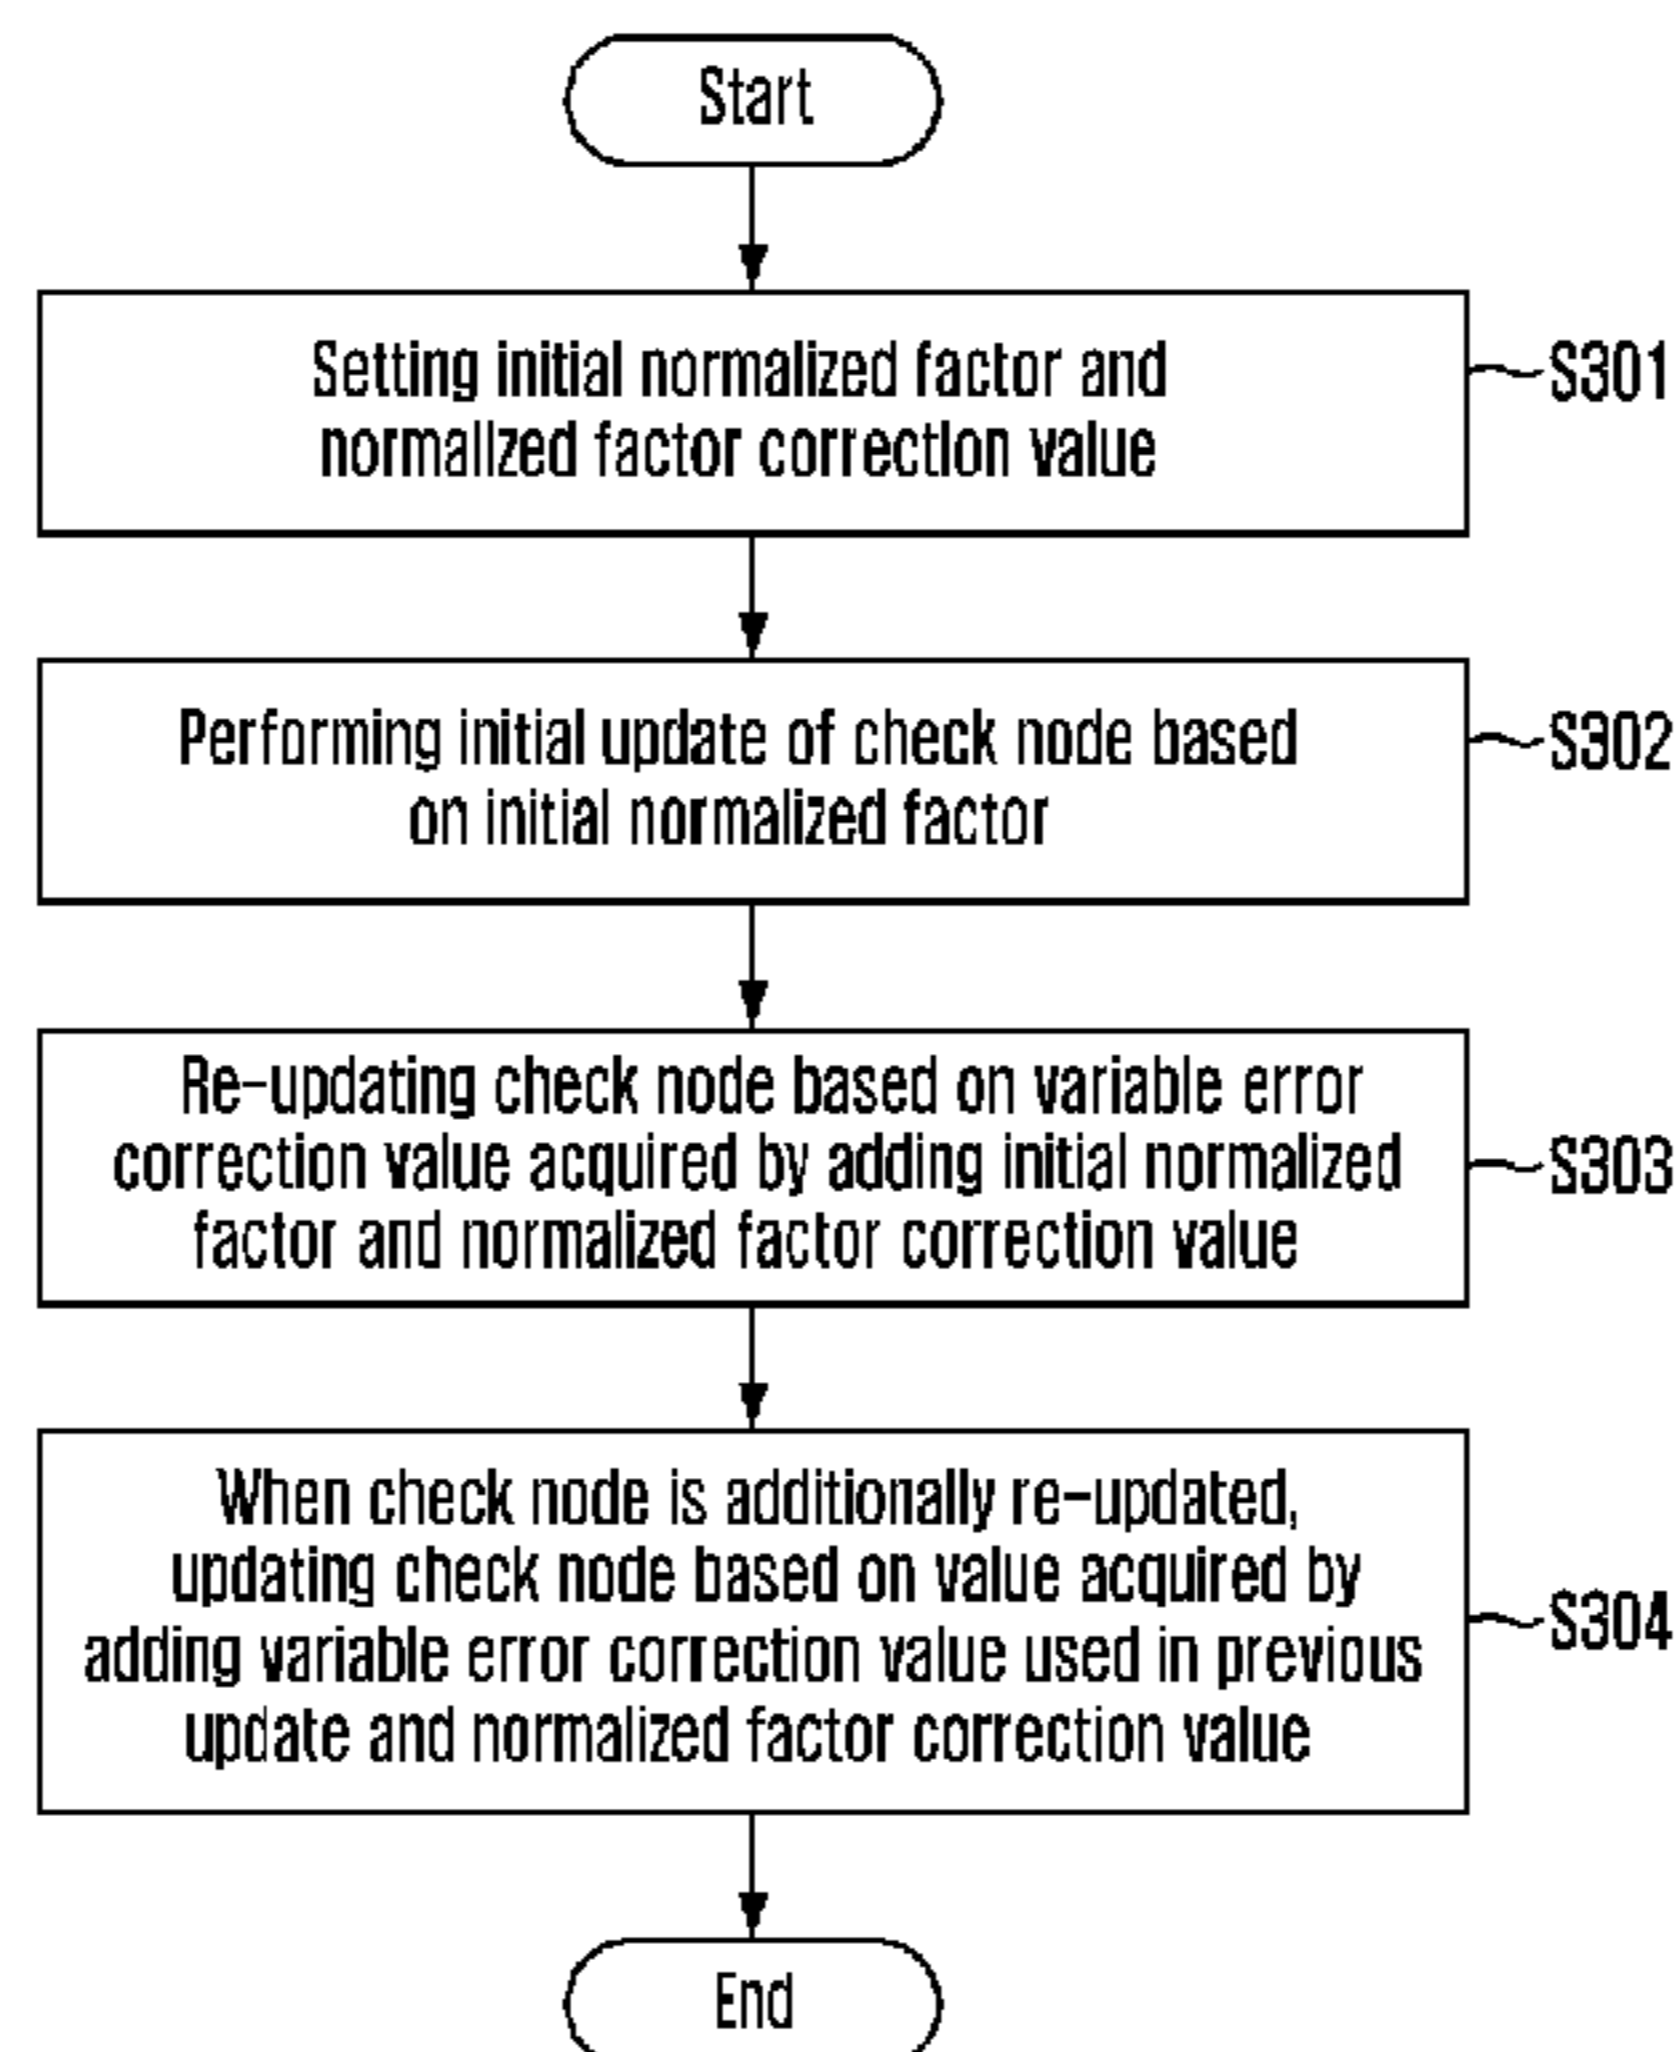 Start
Setting initial normalized factor and
normalized factor correction value
S301
Performing initial update of check node based
on initial normalized factor
S302
Re-updating check node based on variable error
correction value acquired by adding initial normalized
factor and normalized factor correction value
S303
When check node is additionally re-updated,
updating check node based on value acquired by
adding variable error correction value used in previous
update and normalized factor correction value
S304
End